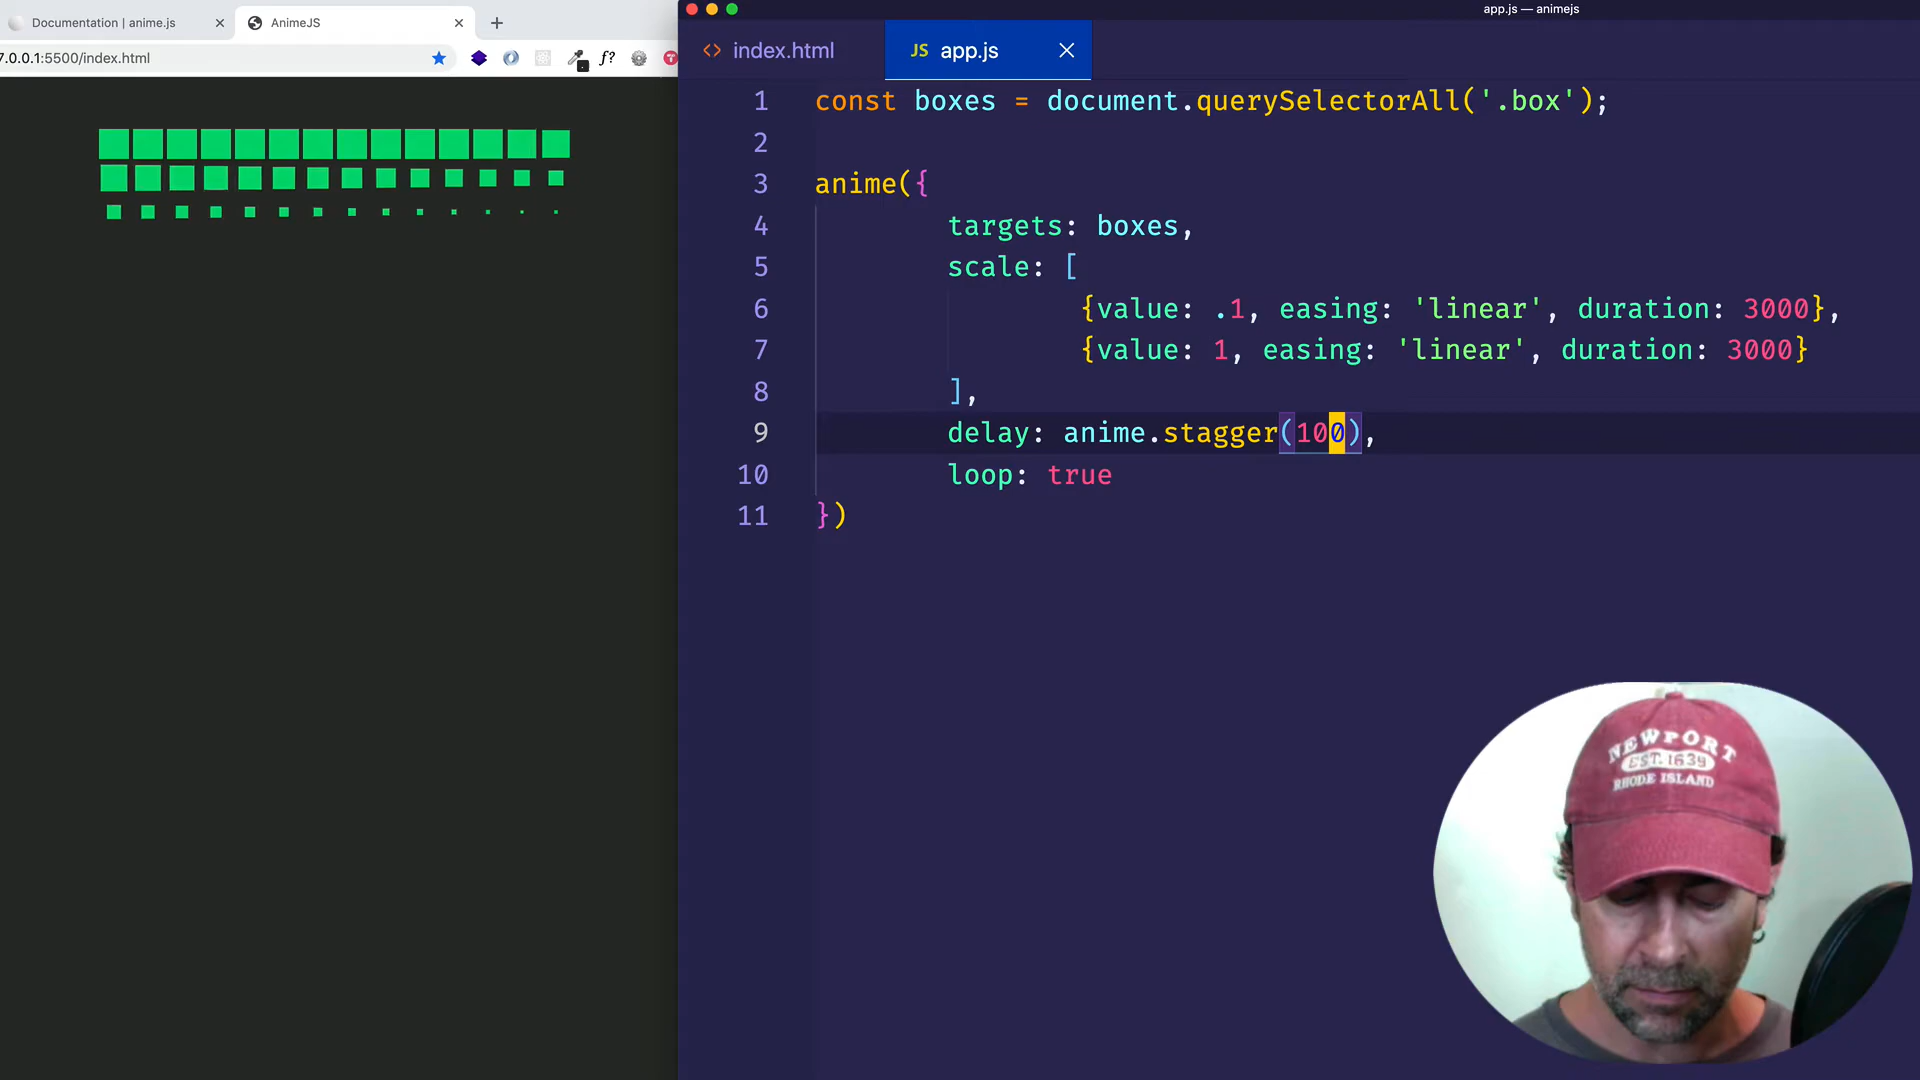 Documentation | anime.js
AnimeJS
7.0.0.1:5500/index.html
f?
app.js — animejs
<> index.html
JS app.js
1 const boxes = document.querySelectorAll('.box');
2
3 anime({
4 targets: boxes,
5 scale: [
6 {value: .1, easing: 'linear', duration: 3000},
7 {value: 1, easing: 'linear', duration: 3000}
8 ],
9 delay: anime.stagger(100),
10 loop: true
11 })
NEWPORT
EST. 1639
RHODE ISLAND